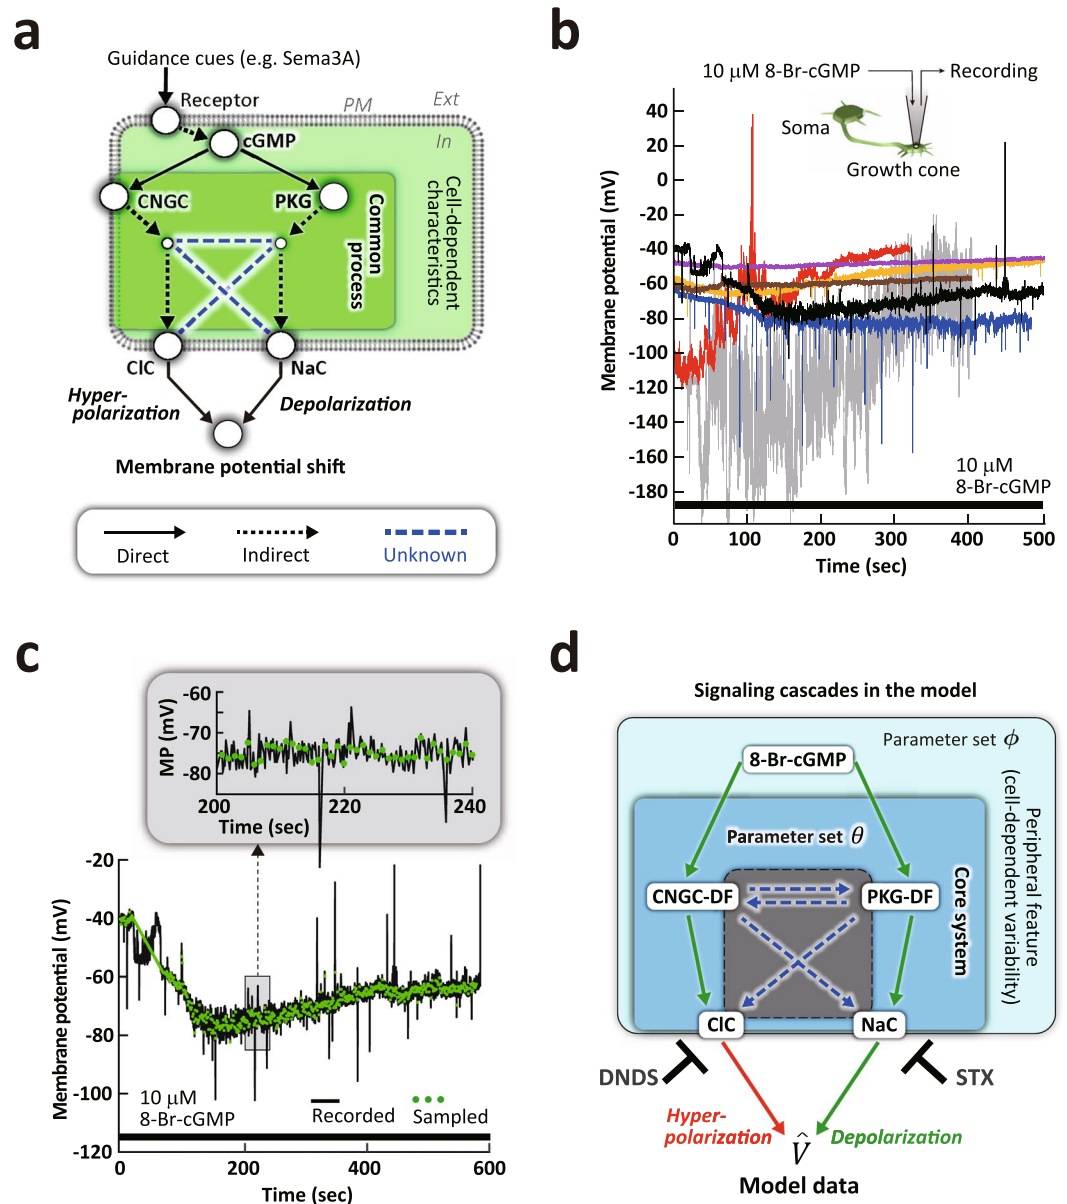 a
Guidance cues (e.g. Sema3A)
Receptor
PM
Ext
In
cGMP
CNGC
PKG
Common
process
Cell-dependent
characteristics
ClC
NaC
Hyper-
polarization
Depolarization
Membrane potential shift
Direct
Indirect
Unknown
b
10 μM 8-Br-cGMP
Recording
Soma
Growth cone
Membrane potential (mV)
40
20
0
-20
-40
-60
-80
-100
-120
-140
-160
-180
10 μM
8-Br-cGMP
0
100
200
300
400
500
Time (sec)
c
MP (mV)
-60
-70
-80
200
220
240
Time (sec)
Membrane potential (mV)
-20
-40
-60
-80
-100
-120
10 μM
8-Br-cGMP
Recorded
Sampled
0
200
400
600
Time (sec)
d
Signaling cascades in the model
Parameter set ϕ
8-Br-cGMP
Parameter set θ
Peripheral feature
(cell-dependent variability)
Core system
CNGC-DF
PKG-DF
ClC
NaC
DNDS
STX
Hyper-
polarization
Depolarization
V̂
Model data